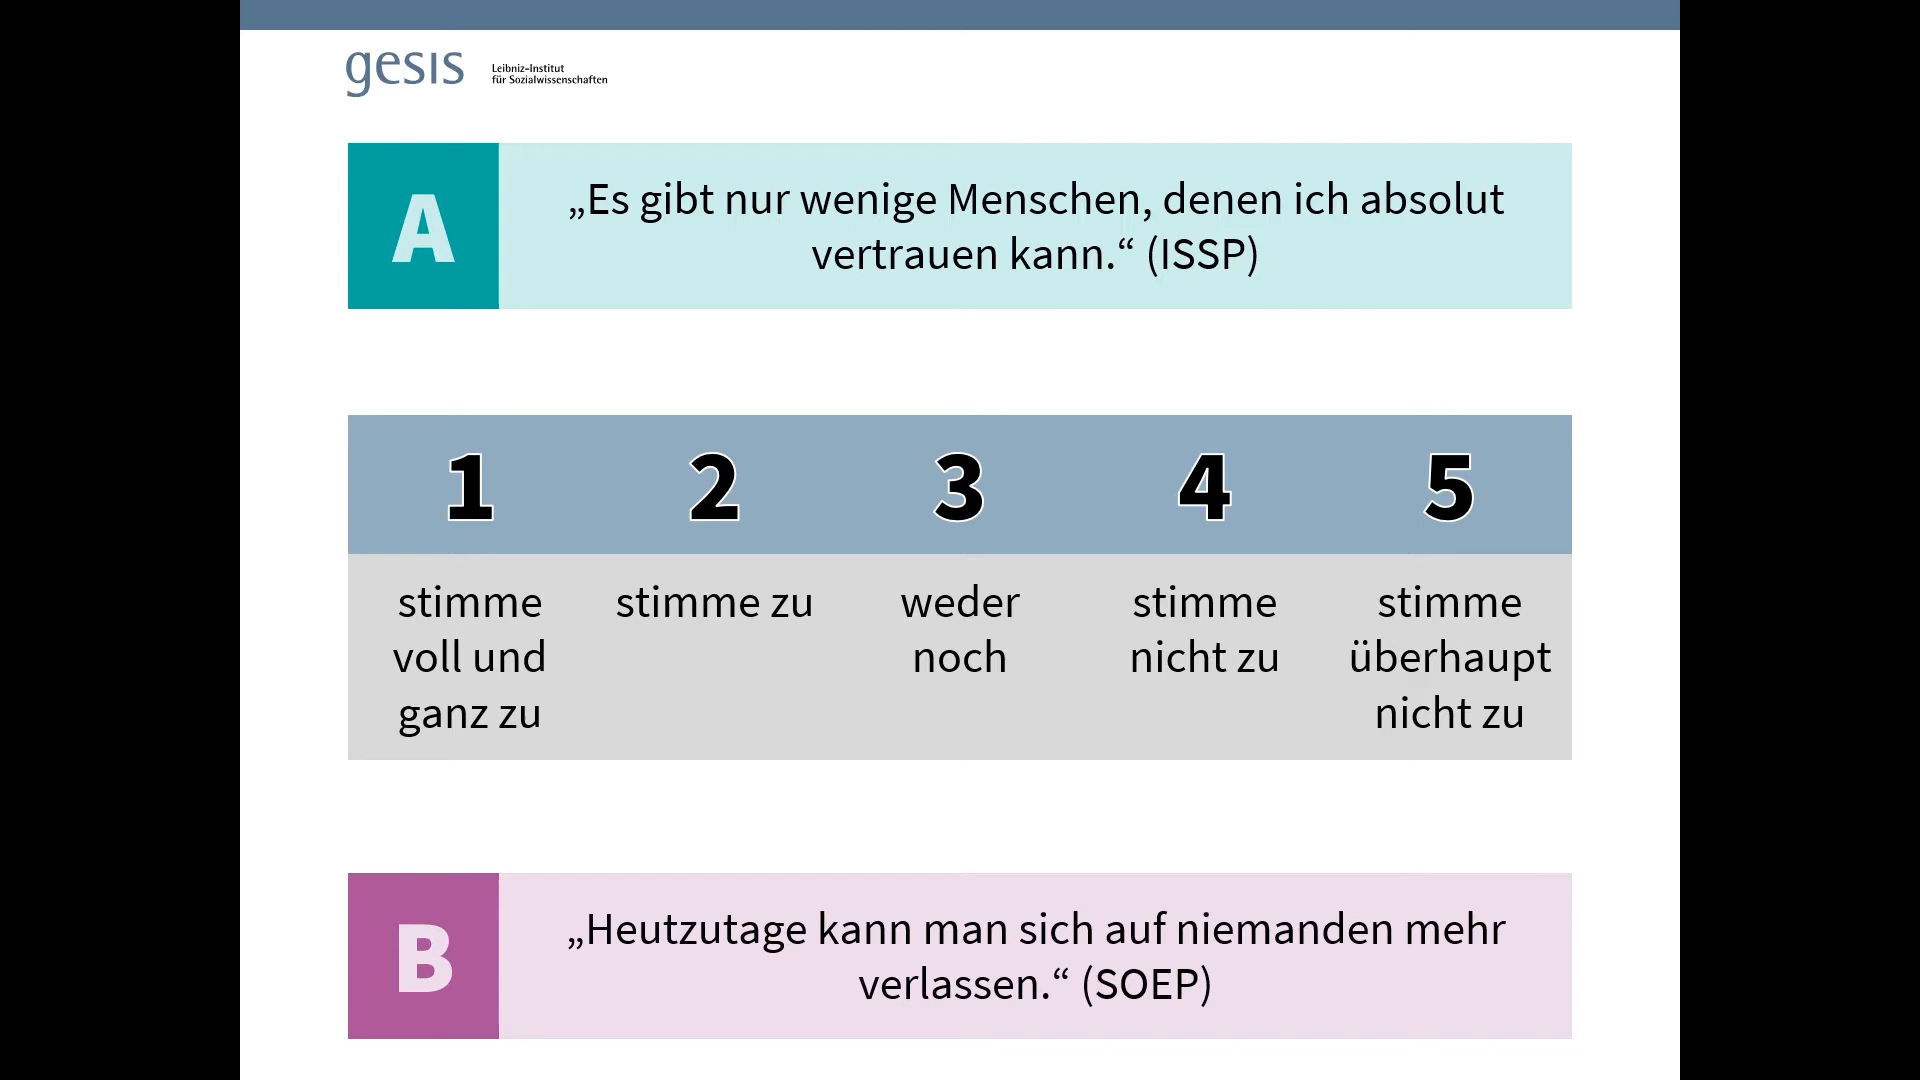 gesis
Leibniz-Institut
für Sozialwissenschaften
A
„Es gibt nur wenige Menschen, denen ich absolut
vertrauen kann.“ (ISSP)
1 2 3 4 5
stimme voll und ganz zu
stimme zu
weder noch
stimme nicht zu
stimme überhaupt nicht zu
B
„Heutzutage kann man sich auf niemanden mehr
verlassen.“ (SOEP)